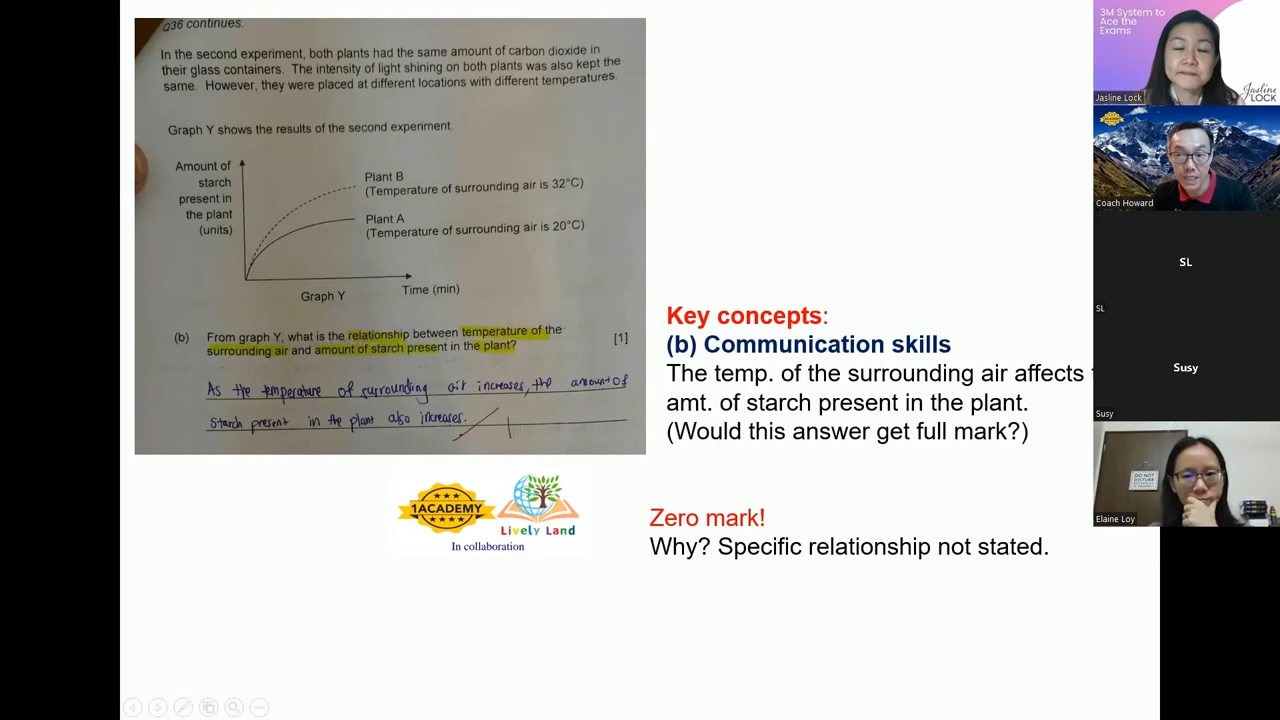 Q36 continues.
In the second experiment, both plants had the same amount of carbon dioxide in
their glass containers. The intensity of light shining on both plants was also kept the
same. However, they were placed at different locations with different temperatures.
Graph Y shows the results of the second experiment.
Amount of
starch
present in
the plant
(units)
Plant B
(Temperature of surrounding air is 32°C)
Plant A
(Temperature of surrounding air is 20°C)
Time (min)
Graph Y
(b) From graph Y, what is the relationship between temperature of the
surrounding air and amount of starch present in the plant? [1]
As the temperature of surrounding air increases, the amount of
starch present in the plant also increases.
1ACADEMY
Lively Land
In collaboration
Key concepts:
(b) Communication skills
The temp. of the surrounding air affects
amt. of starch present in the plant.
(Would this answer get full mark?)
Zero mark!
Why? Specific relationship not stated.
3M System to
Ace the
Exams
Jasline
LOCK
Jasline Lock
Coach Howard
SL
SL
Susy
Susy
DO NOT
DISTURB
Elaine Loy